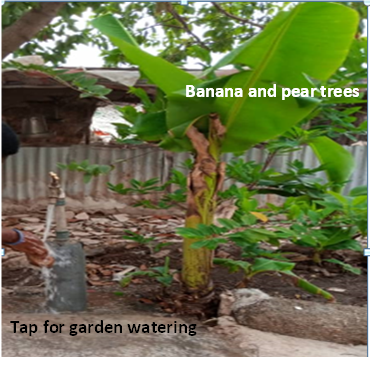 Banana and pear trees
Tap for garden watering